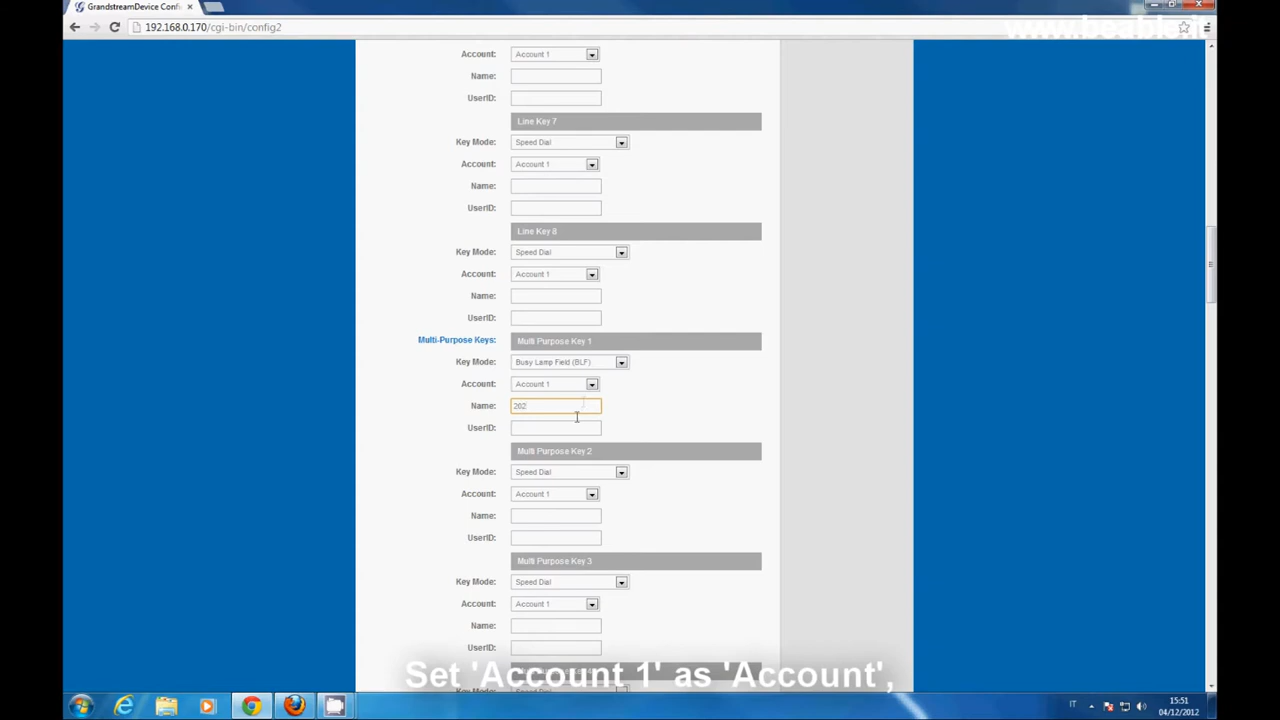 GrandstreamDevice Confi
192.168.0.170/cgi-bin/config2
www.beable.it
Account: Account 1
Name:
UserID:
Line Key 7
Key Mode: Speed Dial
Account: Account 1
Name:
UserID:
Line Key 8
Key Mode: Speed Dial
Account: Account 1
Name:
UserID:
Multi-Purpose Keys: Multi Purpose Key 1
Key Mode: Busy Lamp Field (BLF)
Account: Account 1
Name: 202
UserID:
Multi Purpose Key 2
Key Mode: Speed Dial
Account: Account 1
Name:
UserID:
Multi Purpose Key 3
Key Mode: Speed Dial
Account: Account 1
Name:
UserID:
Set 'Account 1' as 'Account',
IT
15:51
04/12/2012